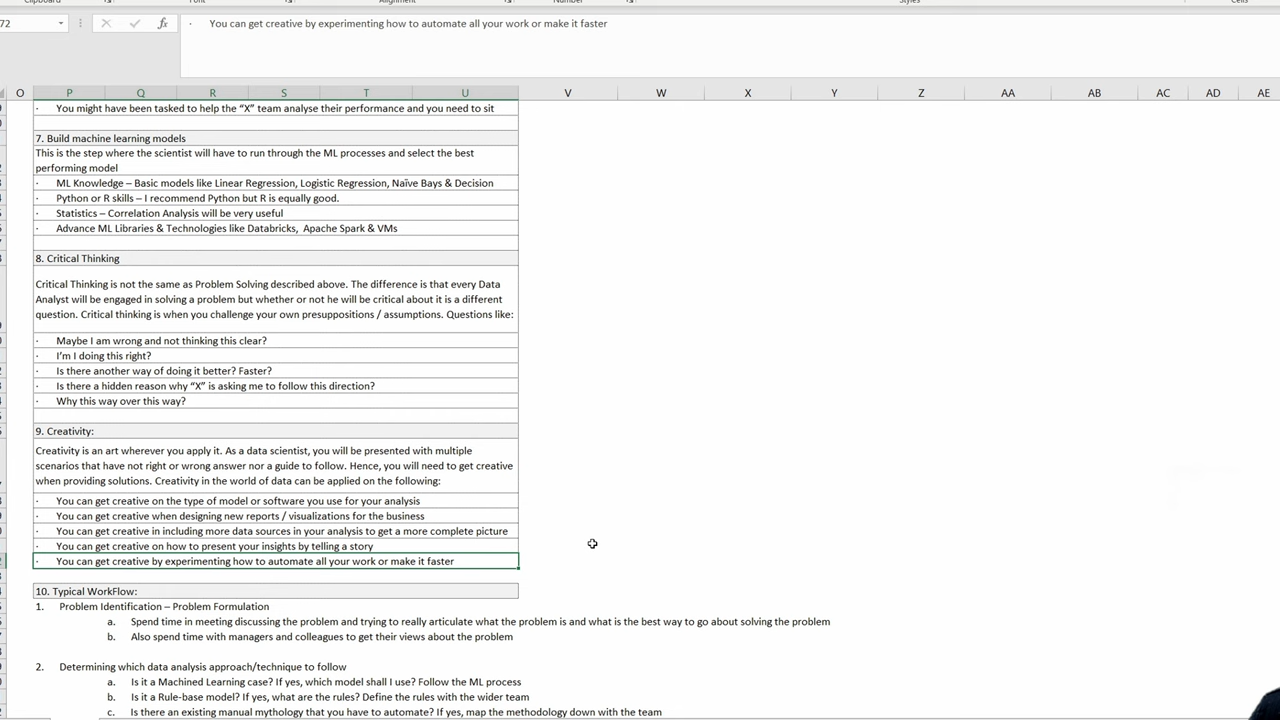 Clipboard Font Alignment Number Styles Cells
72 fx · You can get creative by experimenting how to automate all your work or make it faster
O P Q R S T U V W X Y Z AA AB AC AD AE
· You might have been tasked to help the “X” team analyse their performance and you need to sit
7. Build machine learning models
This is the step where the scientist will have to run through the ML processes and select the best
performing model
· ML Knowledge – Basic models like Linear Regression, Logistic Regression, Naïve Bays & Decision
· Python or R skills – I recommend Python but R is equally good.
· Statistics – Correlation Analysis will be very useful
· Advance ML Libraries & Technologies like Databricks, Apache Spark & VMs
8. Critical Thinking
Critical Thinking is not the same as Problem Solving described above. The difference is that every Data
Analyst will be engaged in solving a problem but whether or not he will be critical about it is a different
question. Critical thinking is when you challenge your own presuppositions / assumptions. Questions like:
· Maybe I am wrong and not thinking this clear?
· I’m I doing this right?
· Is there another way of doing it better? Faster?
· Is there a hidden reason why “X” is asking me to follow this direction?
· Why this way over this way?
9. Creativity:
Creativity is an art wherever you apply it. As a data scientist, you will be presented with multiple
scenarios that have not right or wrong answer nor a guide to follow. Hence, you will need to get creative
when providing solutions. Creativity in the world of data can be applied on the following:
· You can get creative on the type of model or software you use for your analysis
· You can get creative when designing new reports / visualizations for the business
· You can get creative in including more data sources in your analysis to get a more complete picture
· You can get creative on how to present your insights by telling a story
· You can get creative by experimenting how to automate all your work or make it faster
10. Typical WorkFlow:
1. Problem Identification – Problem Formulation
a. Spend time in meeting discussing the problem and trying to really articulate what the problem is and what is the best way to go about solving the problem
b. Also spend time with managers and colleagues to get their views about the problem
2. Determining which data analysis approach/technique to follow
a. Is it a Machined Learning case? If yes, which model shall I use? Follow the ML process
b. Is it a Rule-base model? If yes, what are the rules? Define the rules with the wider team
c. Is there an existing manual mythology that you have to automate? If yes, map the methodology down with the team